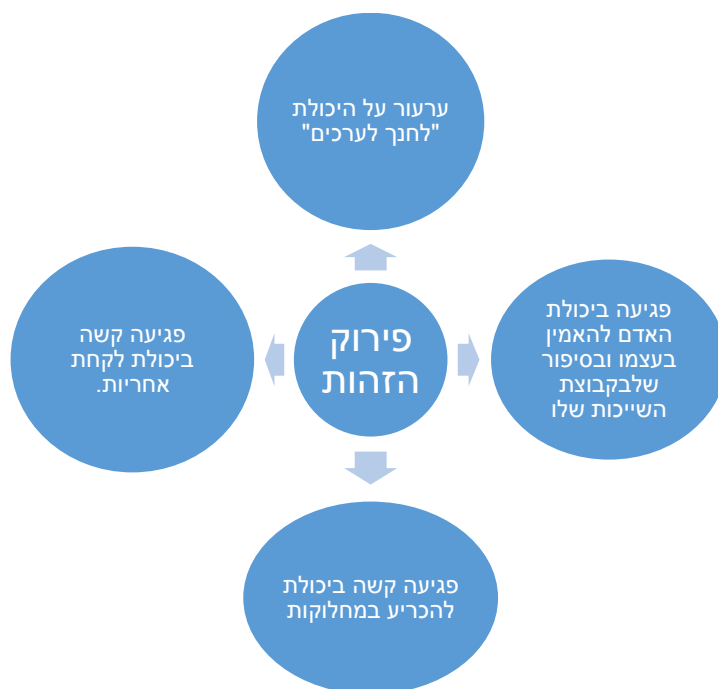 ערעור על היכולת
"לחנך לערכים"
פגיעה ביכולת
האדם להאמין
בעצמו ובסיפור
שלבקבוצת
השייכות שלו
פירוק
הזהות
פגיעה קשה
ביכולת לקחת
אחריות.
פגיעה קשה ביכולת
להכריע במחלוקות